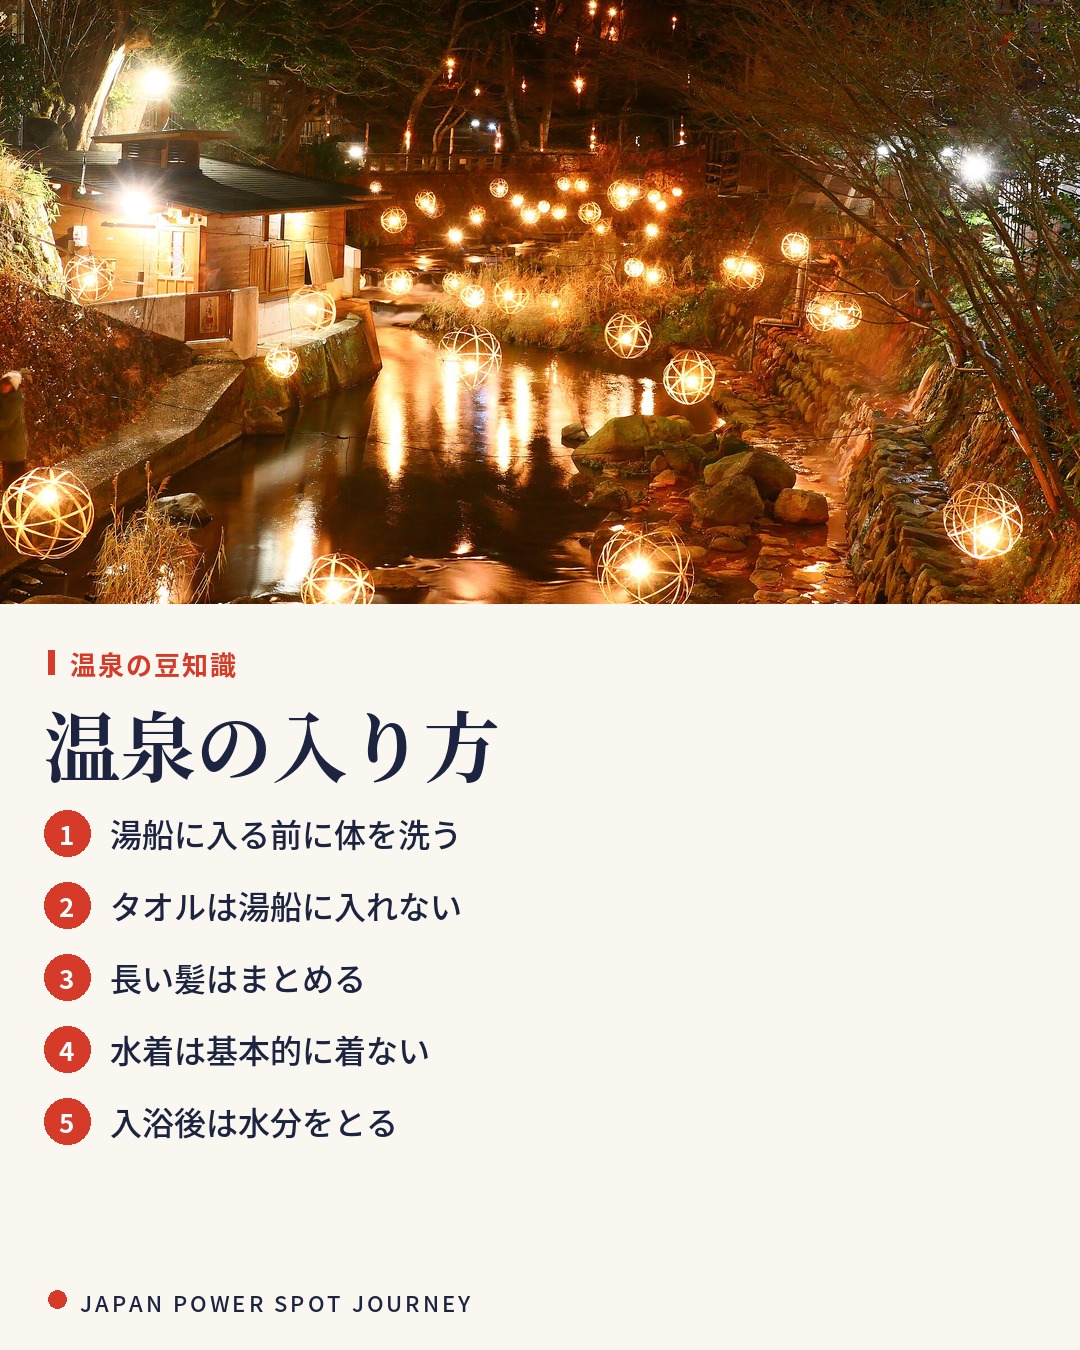 温泉の豆知識
温泉の入り方
1 湯船に入る前に体を洗う
2 タオルは湯船に入れない
3 長い髪はまとめる
4 水着は基本的に着ない
5 入浴後は水分をとる
JAPAN POWER SPOT JOURNEY